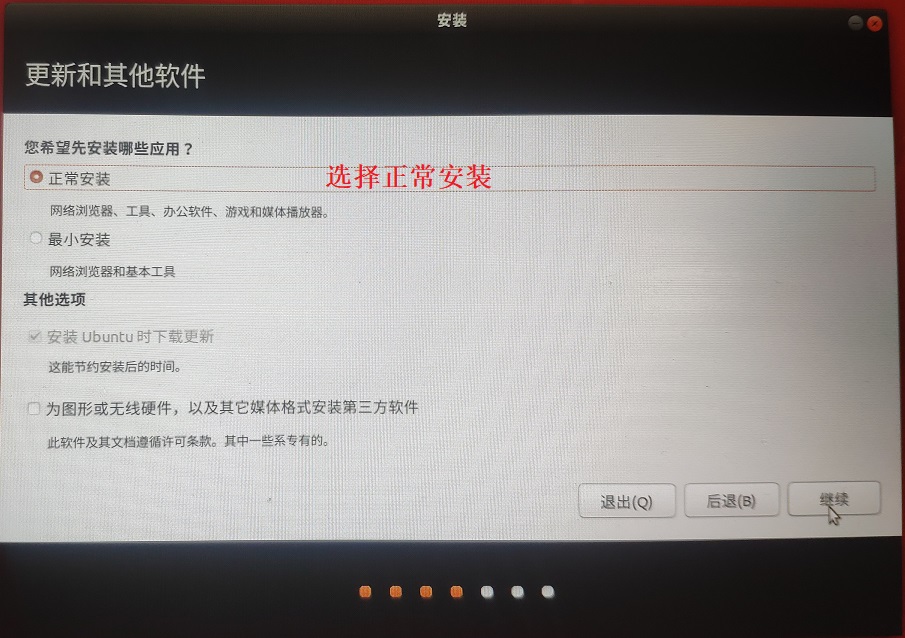 安装
更新和其他软件
您希望先安装哪些应用？
正常安装
选择正常安装
网络浏览器、工具、办公软件、游戏和媒体播放器。
最小安装
网络浏览器和基本工具
其他选项
安装 Ubuntu 时下载更新
这能节约安装后的时间。
为图形或无线硬件，以及其它媒体格式安装第三方软件
此软件及其文档遵循许可条款。其中一些系专有的。
退出(Q)
后退(B)
继续